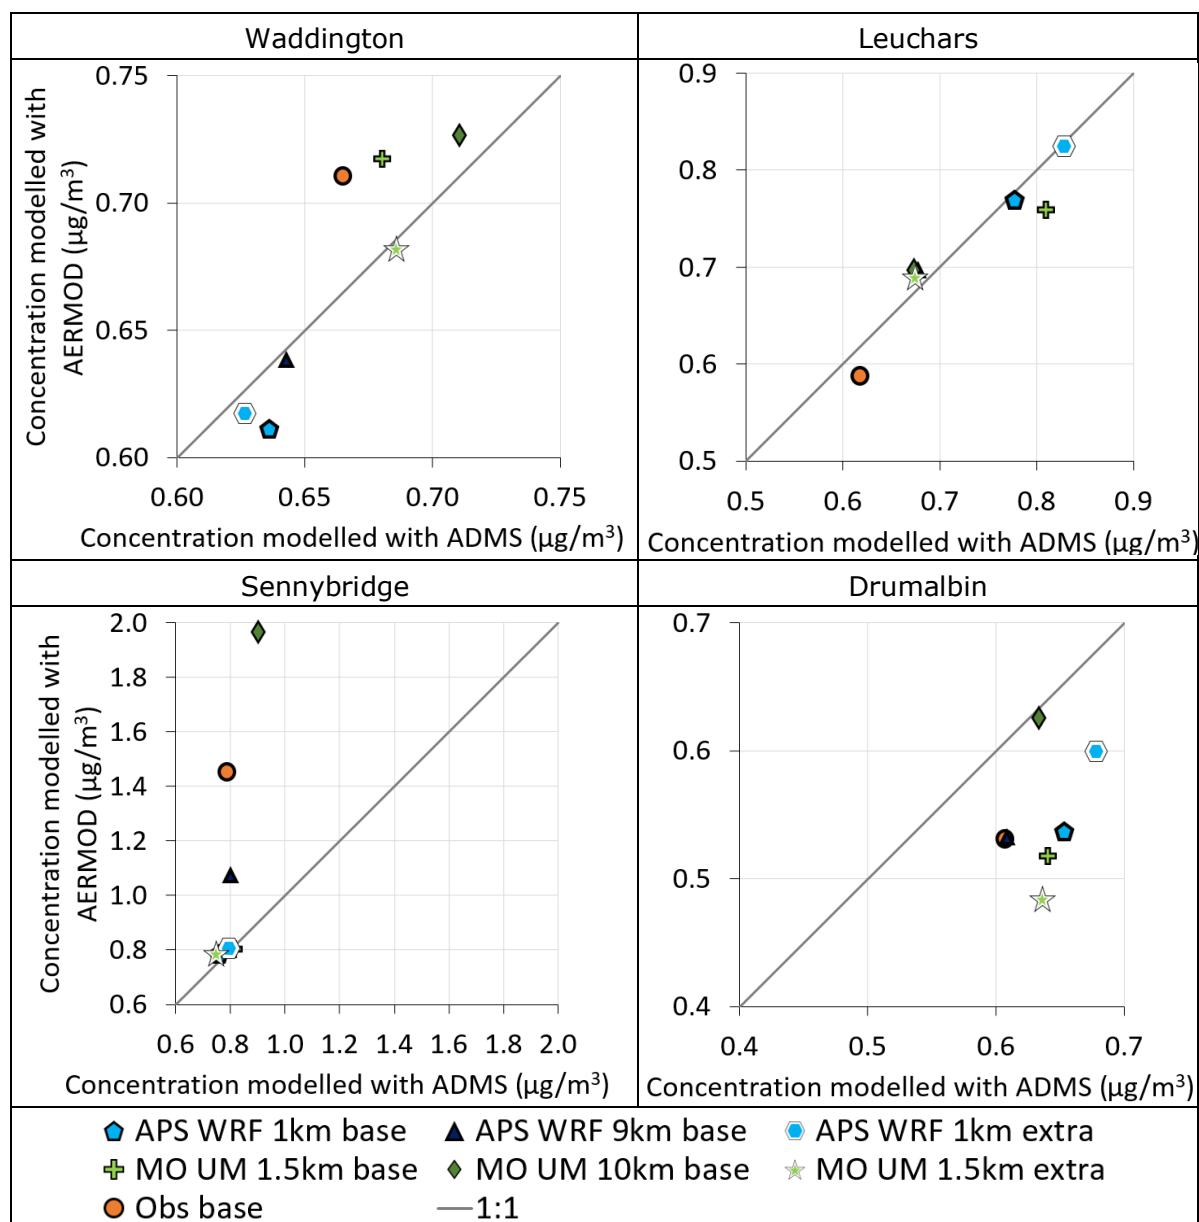 Waddington
Leuchars
Concentration modelled with
AERMOD (µg/m³)
0.75
0.70
0.65
0.60
0.60 0.65 0.70 0.75
Concentration modelled with ADMS (µg/m³)
0.9
0.8
0.7
0.6
0.5
0.5 0.6 0.7 0.8 0.9
Concentration modelled with ADMS (µg/m³)
Sennybridge
Drumalbin
Concentration modelled with
AERMOD (µg/m³)
2.0
1.8
1.6
1.4
1.2
1.0
0.8
0.6
0.6 0.8 1.0 1.2 1.4 1.6 1.8 2.0
Concentration modelled with ADMS (µg/m³)
0.7
0.6
0.5
0.4
0.4 0.5 0.6 0.7
Concentration modelled with ADMS (µg/m³)
APS WRF 1km base APS WRF 9km base APS WRF 1km extra
MO UM 1.5km base MO UM 10km base MO UM 1.5km extra
Obs base 1:1